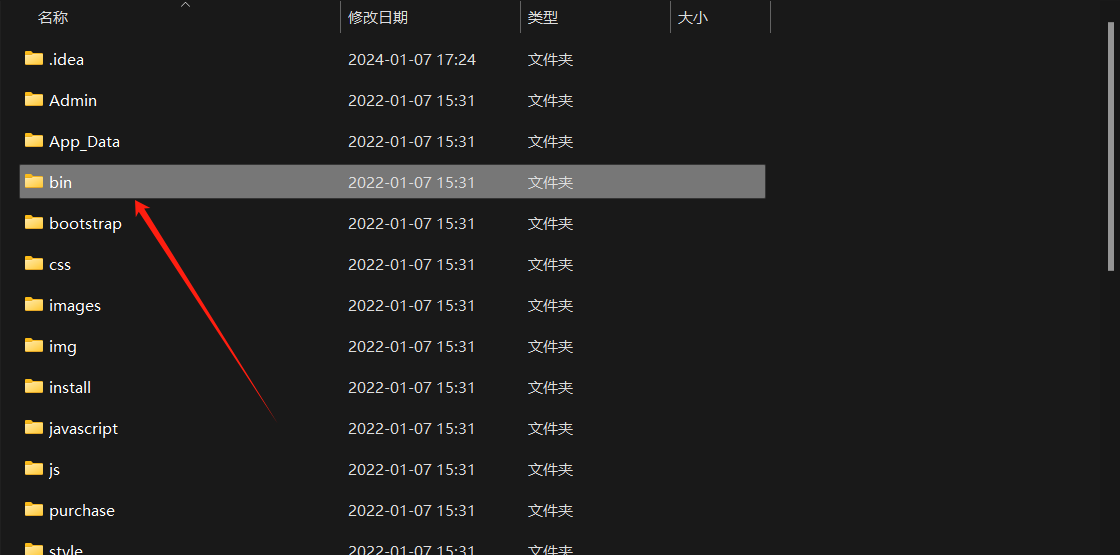 名称 修改日期 类型 大小
.idea 2024-01-07 17:24 文件夹
Admin 2022-01-07 15:31 文件夹
App_Data 2022-01-07 15:31 文件夹
bin 2022-01-07 15:31 文件夹
bootstrap 2022-01-07 15:31 文件夹
css 2022-01-07 15:31 文件夹
images 2022-01-07 15:31 文件夹
img 2022-01-07 15:31 文件夹
install 2022-01-07 15:31 文件夹
javascript 2022-01-07 15:31 文件夹
js 2022-01-07 15:31 文件夹
purchase 2022-01-07 15:31 文件夹
style 2022-01-07 15:31 文件夹